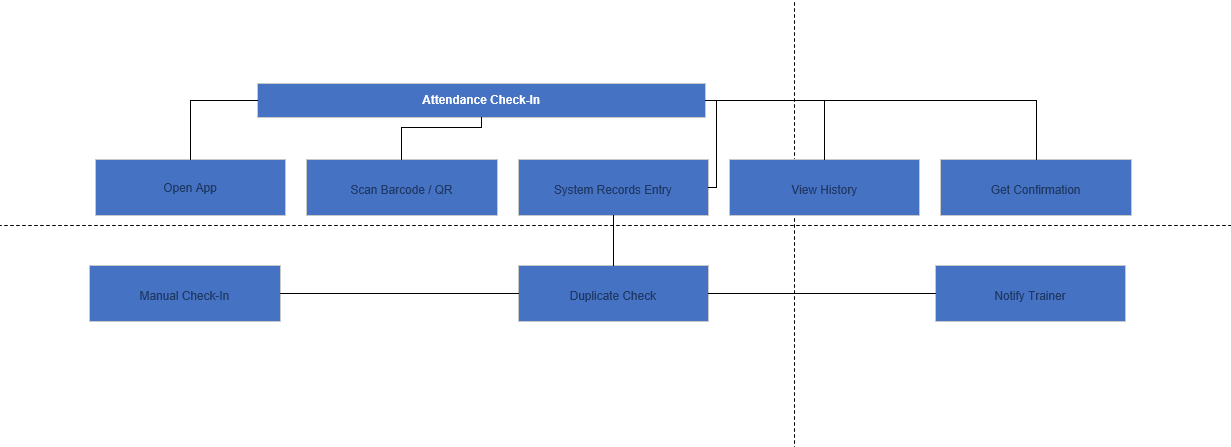 Attendance Check-In
Open App
Scan Barcode / QR
System Records Entry
View History
Get Confirmation
Manual Check-In
Duplicate Check
Notify Trainer